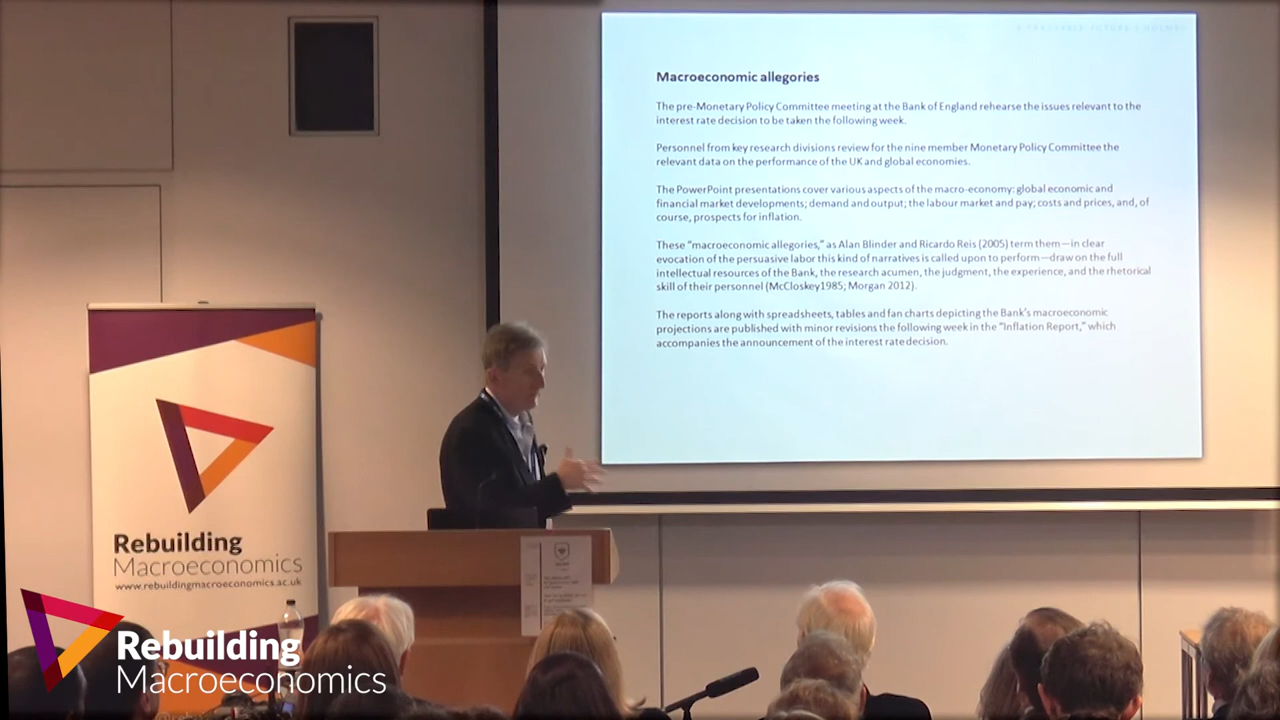 A TRACTABLE FUTURE | HOLMES
Macroeconomic allegories
The pre-Monetary Policy Committee meeting at the Bank of England rehearse the issues relevant to the
interest rate decision to be taken the following week.
Personnel from key research divisions review for the nine member Monetary Policy Committee the
relevant data on the performance of the UK and global economies.
The PowerPoint presentations cover various aspects of the macro-economy: global economic and
financial market developments; demand and output; the labour market and pay; costs and prices, and, of
course, prospects for inflation.
These "macroeconomic allegories," as Alan Blinder and Ricardo Reis (2005) term them—in clear
evocation of the persuasive labor this kind of narratives is called upon to perform—draw on the full
intellectual resources of the Bank, the research acumen, the judgment, the experience, and the rhetorical
skill of their personnel (McCloskey1985; Morgan 2012).
The reports along with spreadsheets, tables and fan charts depicting the Bank's macroeconomic
projections are published with minor revisions the following week in the "Inflation Report," which
accompanies the announcement of the interest rate decision.
Rebuilding
Macroeconomics
www.rebuildingmacroeconomics.ac.uk
Rebuilding
Macroeconomics